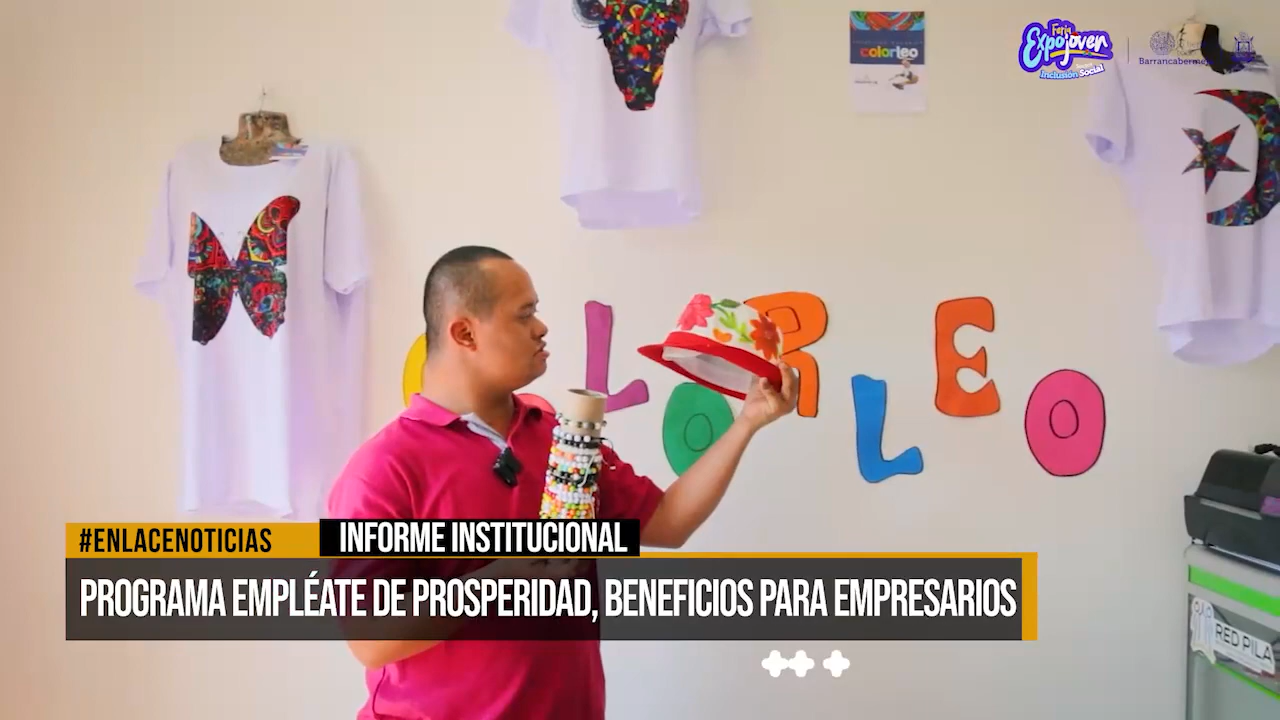 Feria
Expojoven
Inclusión Social
Barrancabermeja
colorleo
COLORLEO
#ENLACENOTICIAS
INFORME INSTITUCIONAL
PROGRAMA EMPLÉATE DE PROSPERIDAD, BENEFICIOS PARA EMPRESARIOS
RED PILA